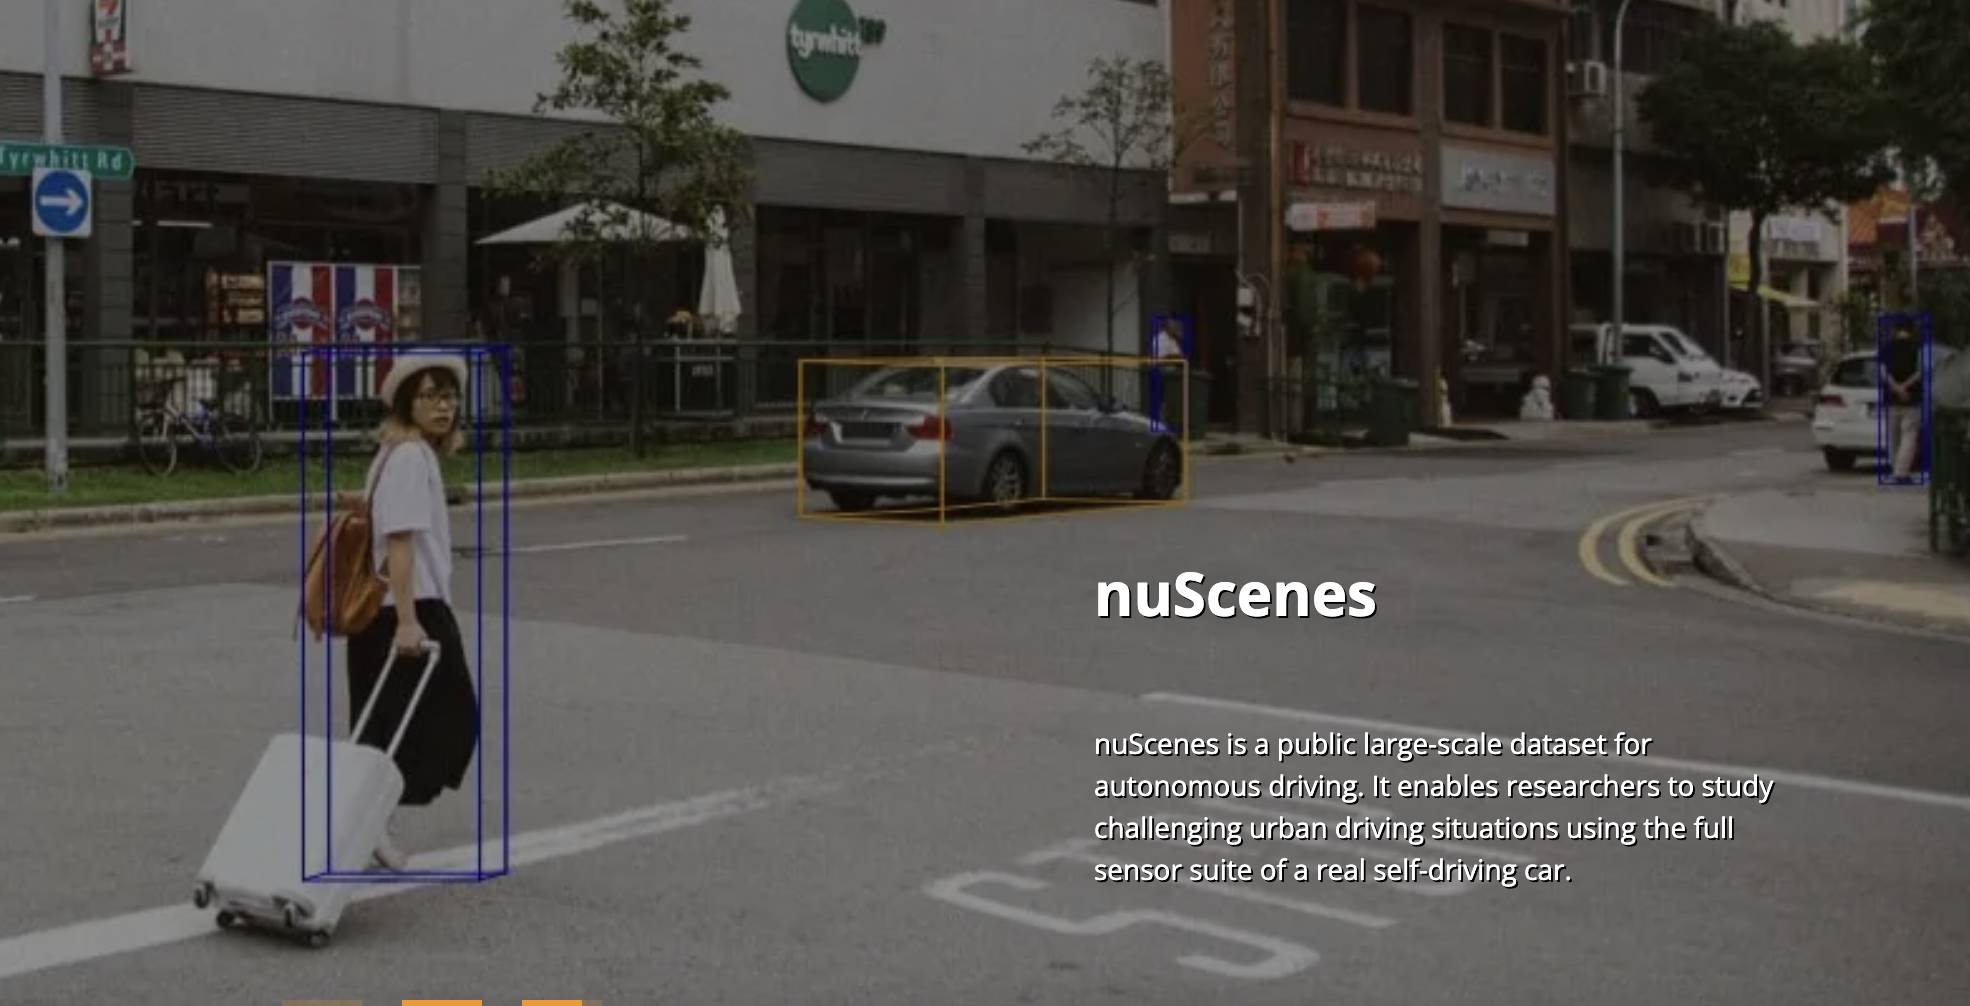 tyrwhitt
Tyrwhitt Rd
nuScenes
nuScenes is a public large-scale dataset for
autonomous driving. It enables researchers to study
challenging urban driving situations using the full
sensor suite of a real self-driving car.